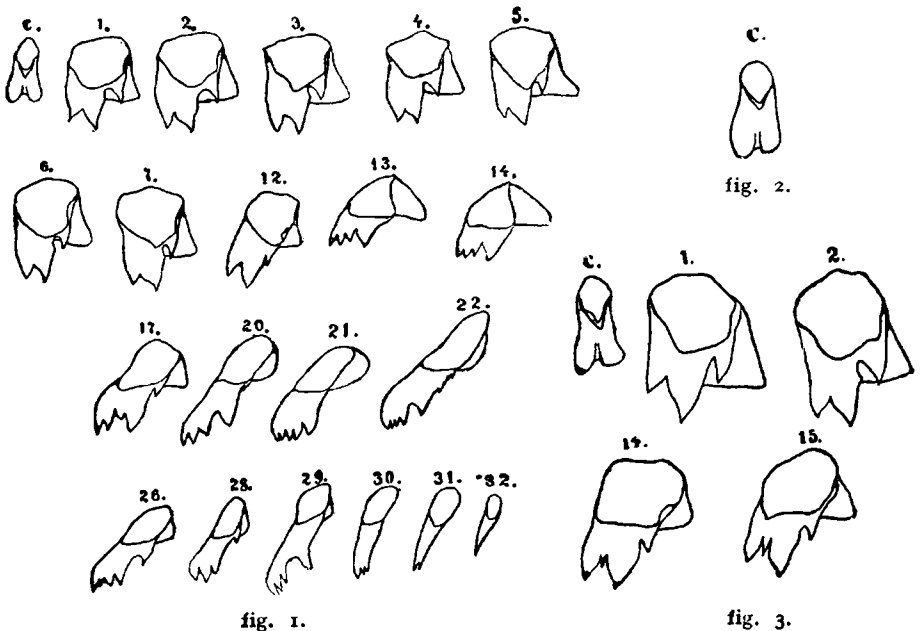 c. 1. 2. 3. 4. 5.
6. 7. 12. 13. 14.
17. 20. 21. 22.
26. 28. 29. 30. 31. 32.
fig. 1.
c.
fig. 2.
c. 1. 2.
14. 15.
fig. 3.